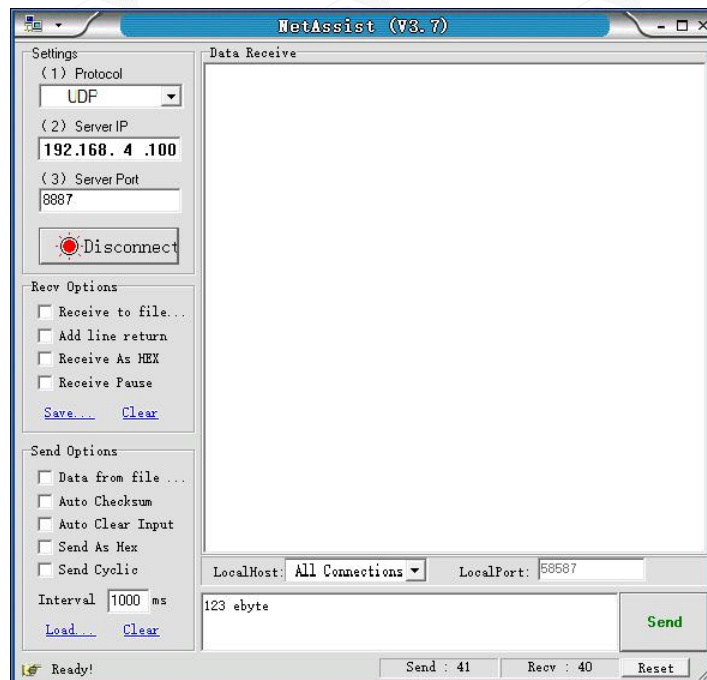 NetAssist (V3.7)
Settings
(1) Protocol
UDP
(2) Server IP
192.168. 4 .100
(3) Server Port
8887
Disconnect
Recv Options
Receive to file...
Add line return
Receive As HEX
Receive Pause
Save... Clear
Send Options
Data from file ...
Auto Checksum
Auto Clear Input
Send As Hex
Send Cyclic
Interval 1000 ms
Load... Clear
Data Receive
LocalHost: All Connections LocalPort: 58587
123 ebyte
Send
Ready! Send : 41 Recv : 40 Reset